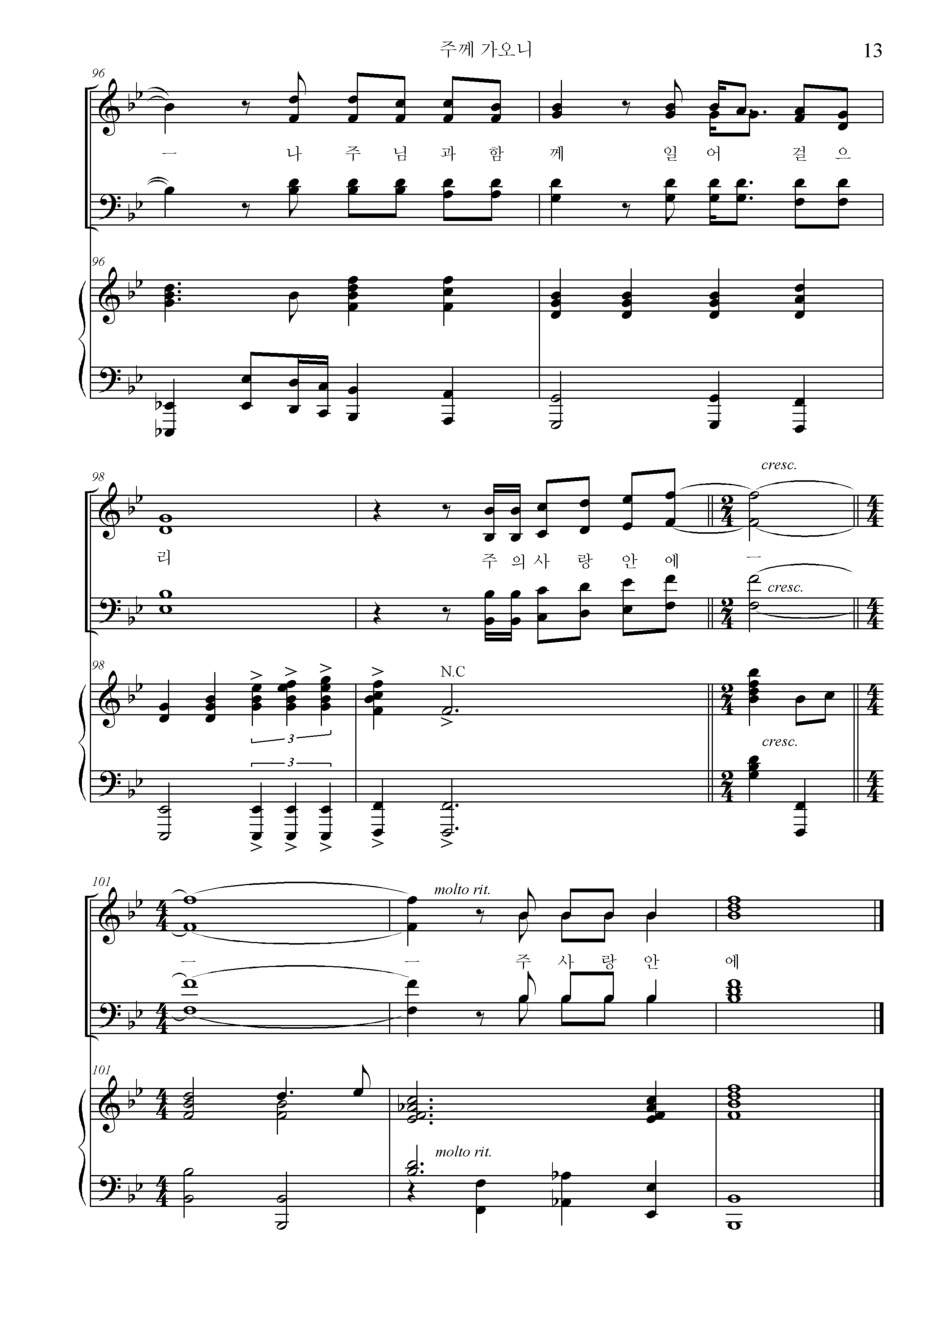 주께 가오니 13
96
ㅡ 나 주 님 과 함 께 일 어 걸 으
96
98 cresc.
리 주 의 사 랑 안 에 ㅡ
cresc.
98 N.C
3
cresc.
3
101 molto rit.
ㅡ ㅡ 주 사 랑 안 에
101
molto rit.